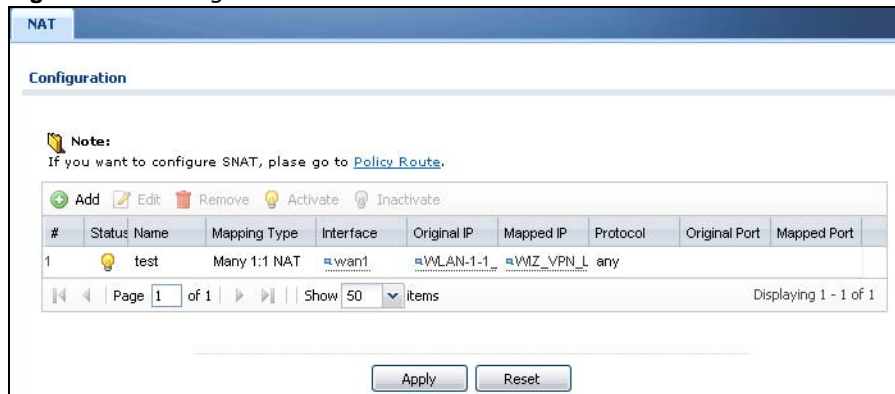 NAT
Configuration
Note:
If you want to configure SNAT, plase go to Policy Route.
Add Edit Remove Activate Inactivate
# Status Name Mapping Type Interface Original IP Mapped IP Protocol Original Port Mapped Port
1 test Many 1:1 NAT wan1 WLAN-1-1_ WIZ_VPN_L any
Page 1 of 1 Show 50 items Displaying 1 - 1 of 1
Apply Reset